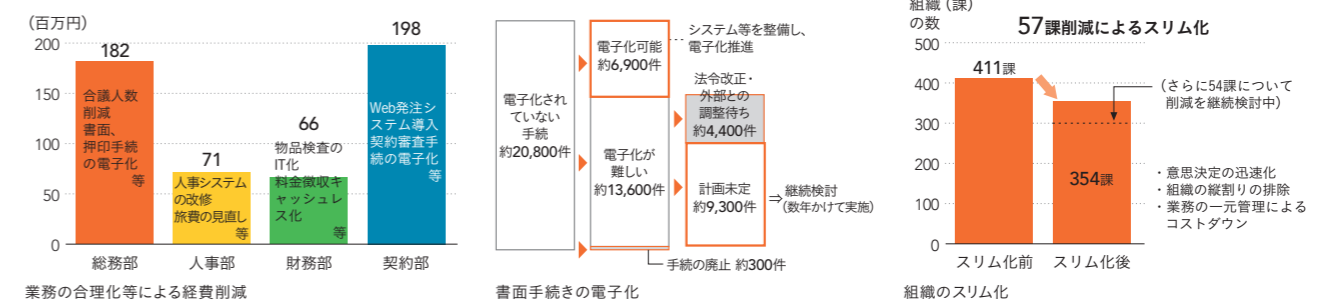 （百万円）
200
150
100
50
0
182
合議人数
削減
書面、
押印手続
の電子化
等
71
人事システム
の改修
旅費の見直し
等
66
物品検査の
IT化
料金徴収キ
ャッシュレ
ス化
等
198
Web発注シ
ステム導入
契約審査手
続の電子化
等
総務部
人事部
財務部
契約部
業務の合理化等による経費削減
電子化され
ていない
手続
約20,800件
電子化可能
約6,900件
システム等を整備し、
電子化推進
電子化が
難しい
約13,600件
法令改正・
外部との
調整待ち
約4,400件
計画未定
約9,300件
⇒継続検討
（数年かけて実施）
手続の廃止 約300件
書面手続きの電子化
組織（課）
の数
57課削減によるスリム化
500
400
300
200
100
0
411課
354課
（さらに54課について
削減を継続検討中）
・意思決定の迅速化
・組織の縦割りの排除
・業務の一元管理による
コストダウン
スリム化前
スリム化後
組織のスリム化